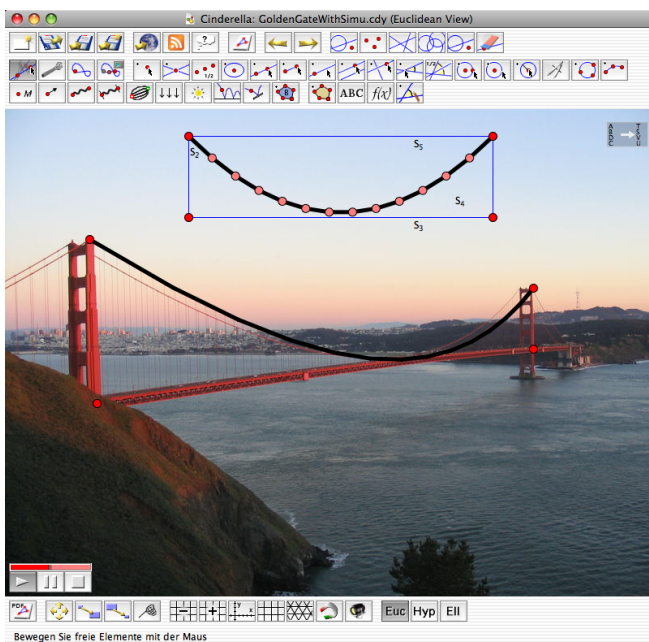 Cinderella: GoldenGateWithSimu.cdy (Euclidean View)
M
ABC f(x)
S2 S5
S4
S3
PDF
Euc Hyp Ell
Bewegen Sie freie Elemente mit der Maus